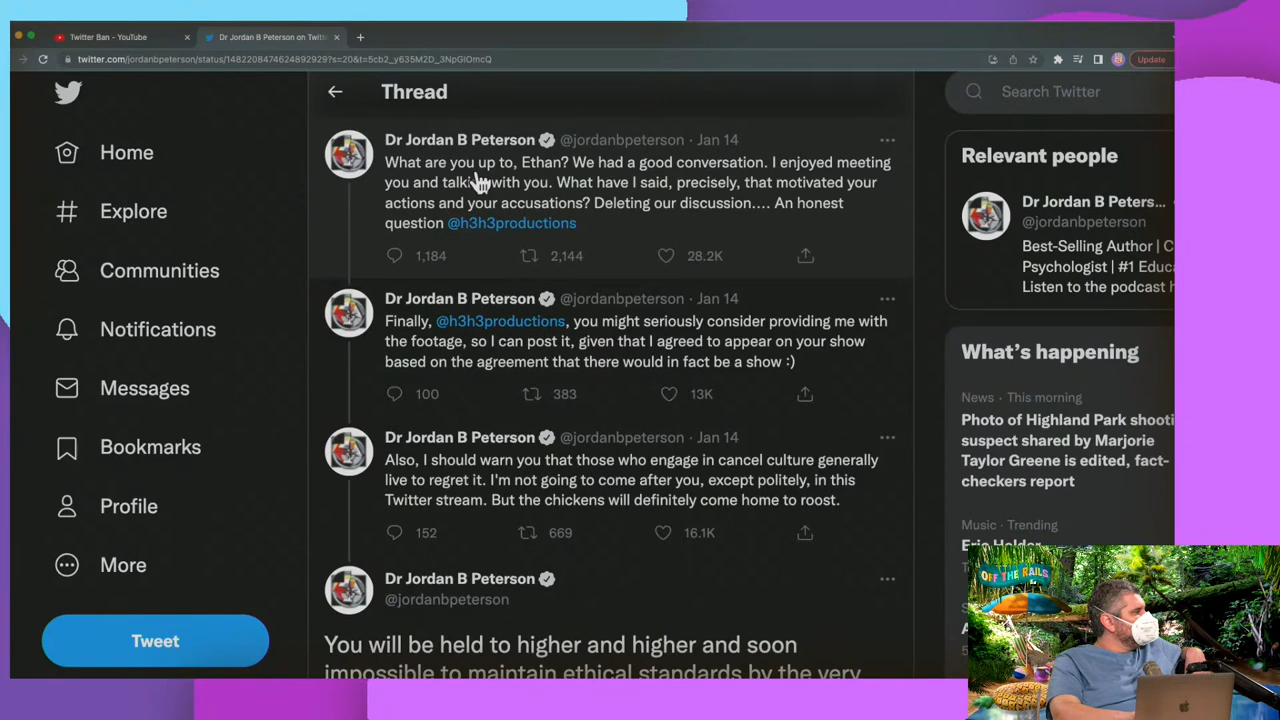 Twitter Ban - YouTube
Dr Jordan B Peterson on Twitte
twitter.com/jordanbpeterson/status/1482208474624892929?s=20&t=5cb2_y635M2D_3NpGlOmcQ
Update
Home
Explore
Communities
Notifications
Messages
Bookmarks
Profile
More
Tweet
Thread
Dr Jordan B Peterson @jordanbpeterson · Jan 14
What are you up to, Ethan? We had a good conversation. I enjoyed meeting
you and talking with you. What have I said, precisely, that motivated your
actions and your accusations? Deleting our discussion.... An honest
question @h3h3productions
1,184 2,144 28.2K
Dr Jordan B Peterson @jordanbpeterson · Jan 14
Finally, @h3h3productions, you might seriously consider providing me with
the footage, so I can post it, given that I agreed to appear on your show
based on the agreement that there would in fact be a show :)
100 383 13K
Dr Jordan B Peterson @jordanbpeterson · Jan 14
Also, I should warn you that those who engage in cancel culture generally
live to regret it. I'm not going to come after you, except politely, in this
Twitter stream. But the chickens will definitely come home to roost.
152 669 16.1K
Dr Jordan B Peterson
@jordanbpeterson
You will be held to higher and higher and soon
impossible to maintain ethical standards by the very
Search Twitter
Relevant people
Dr Jordan B Peters...
@jordanbpeterson
Best-Selling Author | C
Psychologist | #1 Educa
Listen to the podcast h
What's happening
News · This morning
Photo of Highland Park shooti
suspect shared by Marjorie
Taylor Greene is edited, fact-
checkers report
Music · Trending
Eric Holder
OFF THE RAILS